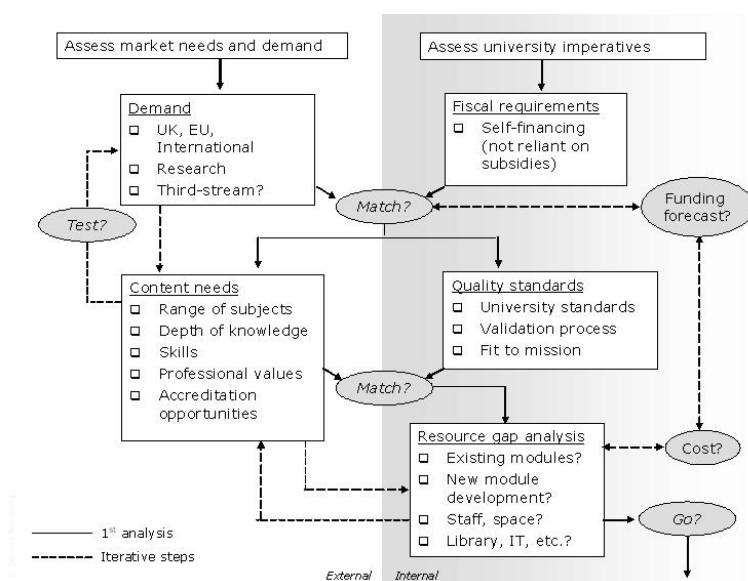 Assess market needs and demand
Assess university imperatives
Demand
❑ UK, EU,
International
❑ Research
❑ Third-stream?
Fiscal requirements
❑ Self-financing
(not reliant on
subsidies)
Test?
Match?
Funding
forecast?
Content needs
❑ Range of subjects
❑ Depth of knowledge
❑ Skills
❑ Professional values
❑ Accreditation
opportunities
Quality standards
❑ University standards
❑ Validation process
❑ Fit to mission
Match?
Resource gap analysis
❑ Existing modules?
❑ New module
development?
❑ Staff, space?
❑ Library, IT, etc.?
Cost?
Go?
1st analysis
Iterative steps
External
Internal